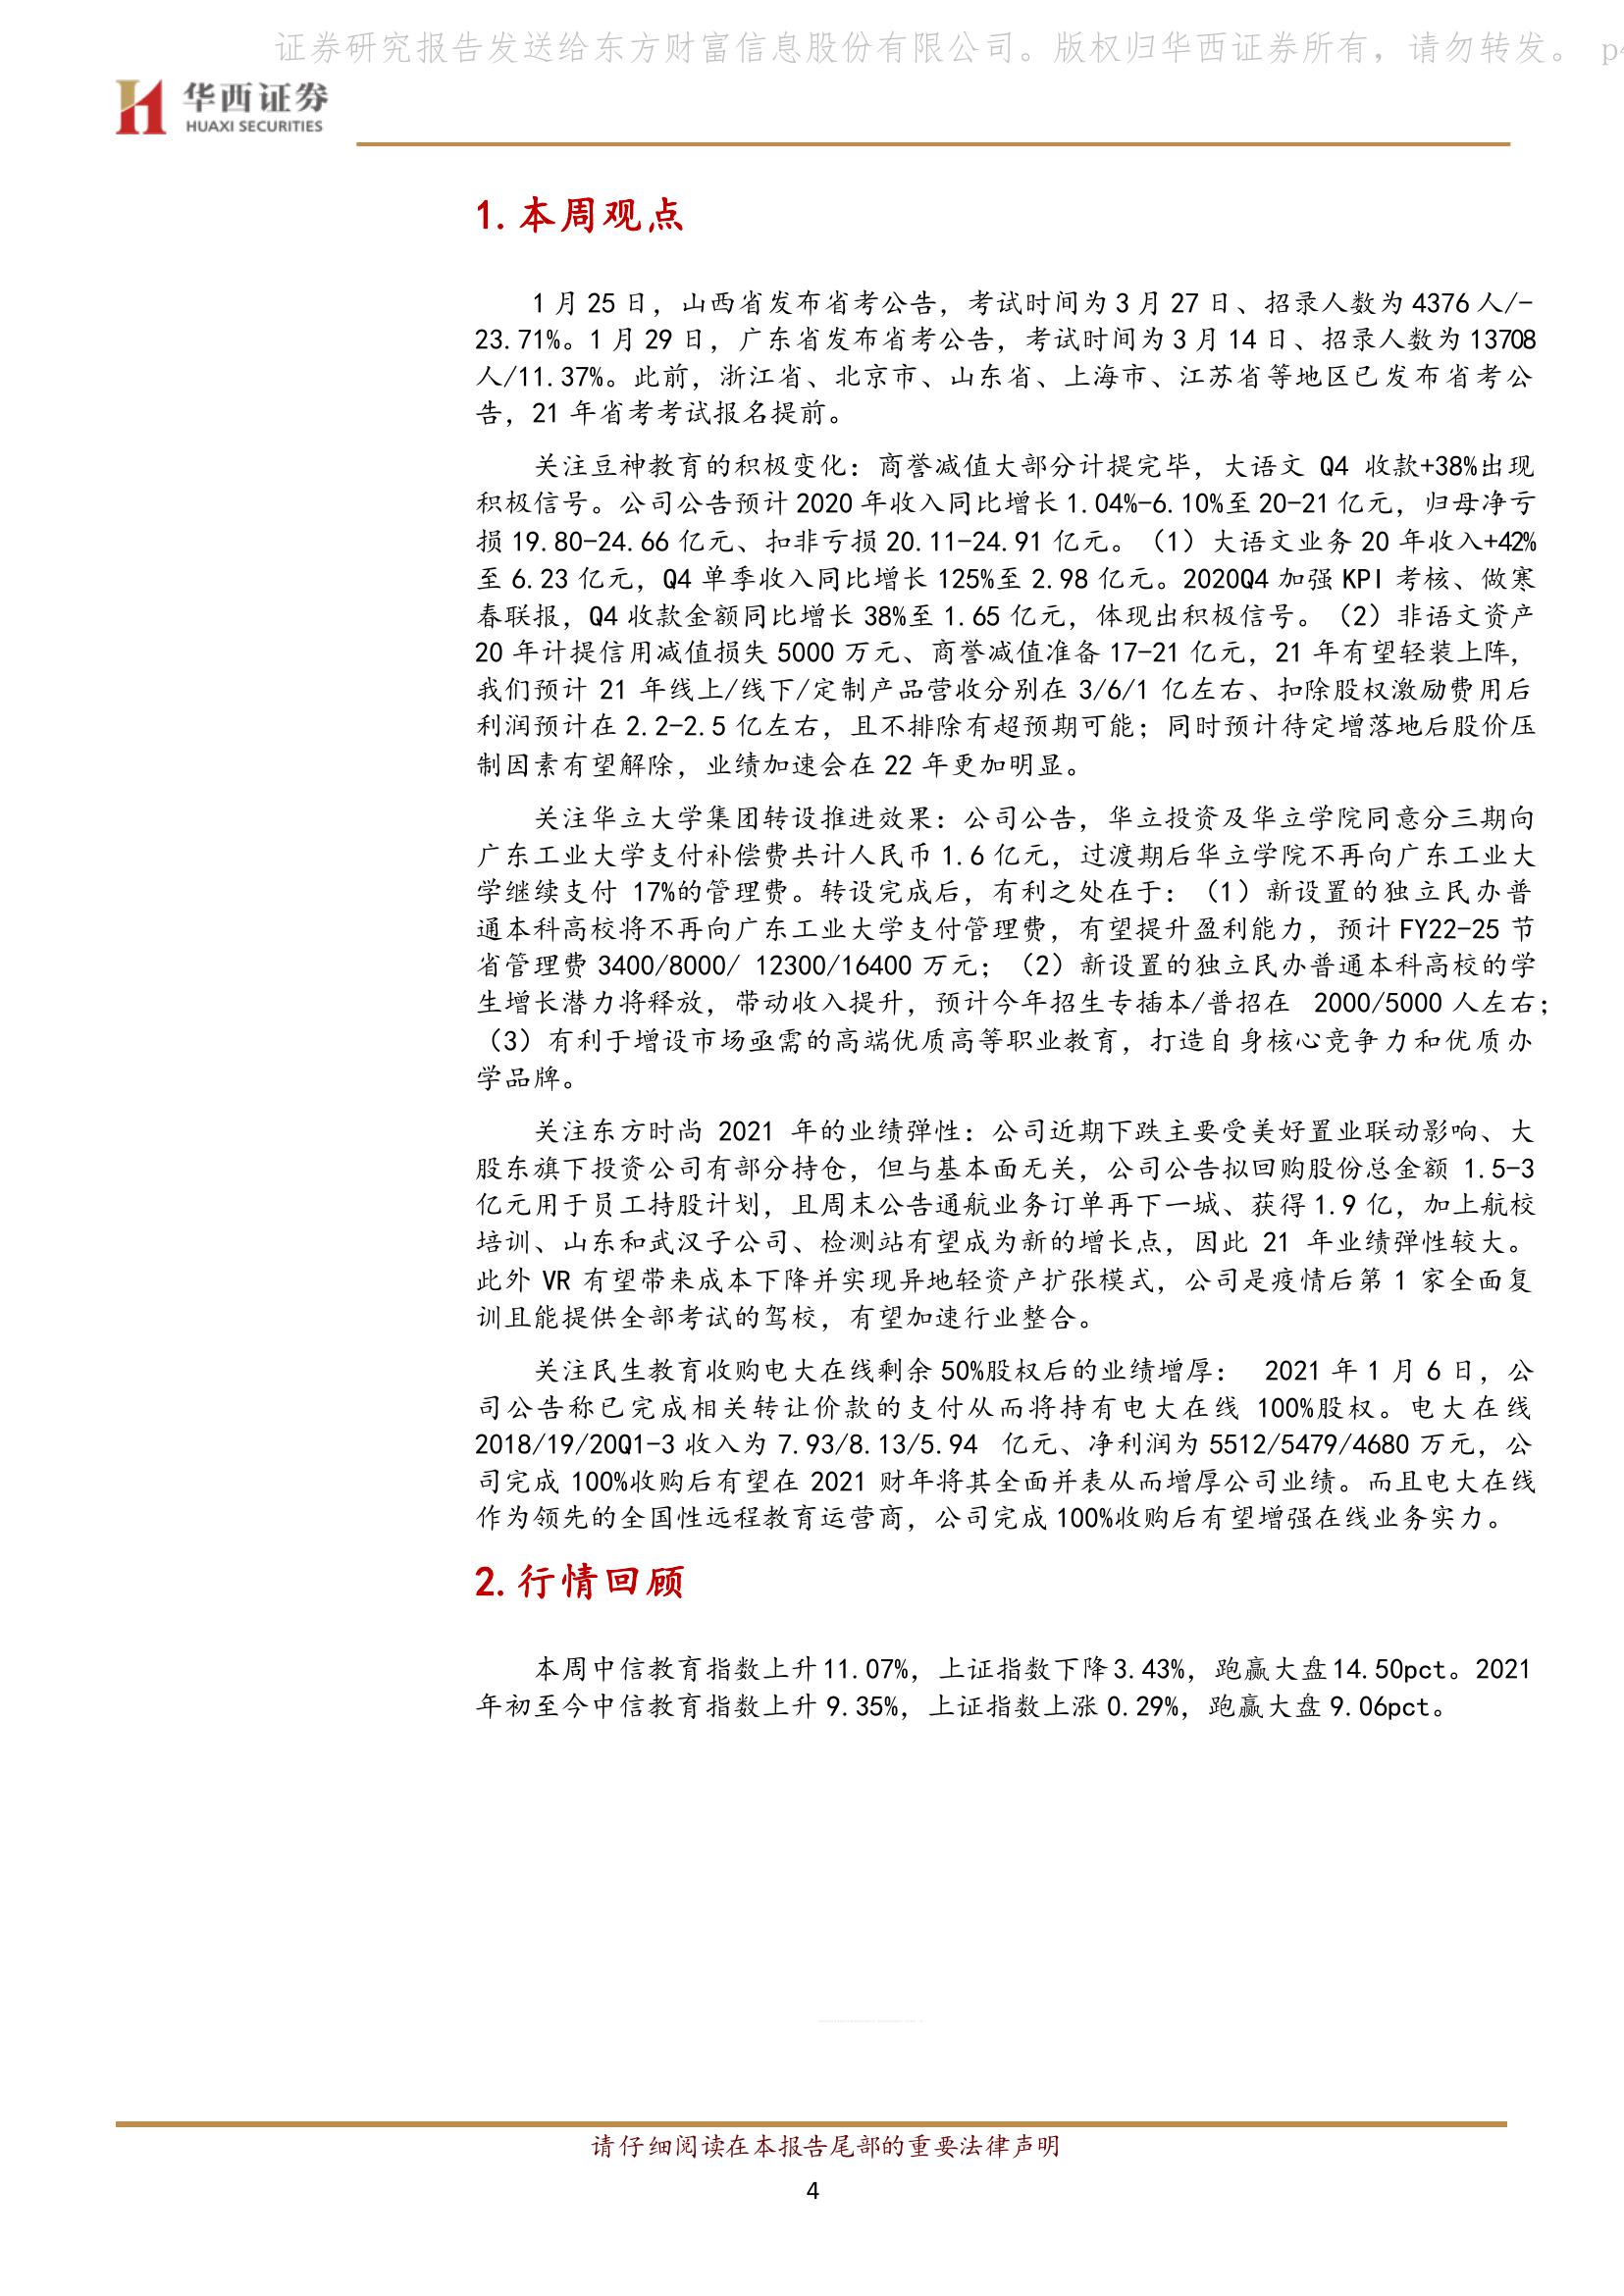 证券研究报告发送给东方财富信息股份有限公司。版权归华西证券所有，请勿转发。 p4
华西证券
HUAXI SECURITIES
1.本周观点
1 月 25 日，山西省发布省考公告，考试时间为 3 月 27 日、招录人数为 4376 人/-
23.71%。1 月 29 日，广东省发布省考公告，考试时间为 3 月 14 日、招录人数为 13708
人/11.37%。此前，浙江省、北京市、山东省、上海市、江苏省等地区已发布省考公
告，21 年省考考试报名提前。
关注豆神教育的积极变化：商誉减值大部分计提完毕，大语文 Q4 收款+38%出现
积极信号。公司公告预计 2020 年收入同比增长 1.04%-6.10%至 20-21 亿元，归母净亏
损 19.80-24.66 亿元、扣非亏损 20.11-24.91 亿元。（1）大语文业务 20 年收入+42%
至 6.23 亿元，Q4 单季收入同比增长 125%至 2.98 亿元。2020Q4 加强 KPI 考核、做寒
春联报，Q4 收款金额同比增长 38%至 1.65 亿元，体现出积极信号。（2）非语文资产
20 年计提信用减值损失 5000 万元、商誉减值准备 17-21 亿元，21 年有望轻装上阵，
我们预计 21 年线上/线下/定制产品营收分别在 3/6/1 亿左右、扣除股权激励费用后
利润预计在 2.2-2.5 亿左右，且不排除有超预期可能；同时预计待定增落地后股价压
制因素有望解除，业绩加速会在 22 年更加明显。
关注华立大学集团转设推进效果：公司公告，华立投资及华立学院同意分三期向
广东工业大学支付补偿费共计人民币 1.6 亿元，过渡期后华立学院不再向广东工业大
学继续支付 17%的管理费。转设完成后，有利之处在于：（1）新设置的独立民办普
通本科高校将不再向广东工业大学支付管理费，有望提升盈利能力，预计 FY22-25 节
省管理费 3400/8000/ 12300/16400 万元；（2）新设置的独立民办普通本科高校的学
生增长潜力将释放，带动收入提升，预计今年招生专插本/普招在 2000/5000 人左右；
（3）有利于增设市场亟需的高端优质高等职业教育，打造自身核心竞争力和优质办
学品牌。
关注东方时尚 2021 年的业绩弹性：公司近期下跌主要受美好置业联动影响、大
股东旗下投资公司有部分持仓，但与基本面无关，公司公告拟回购股份总金额 1.5-3
亿元用于员工持股计划，且周末公告通航业务订单再下一城、获得 1.9 亿，加上航校
培训、山东和武汉子公司、检测站有望成为新的增长点，因此 21 年业绩弹性较大。
此外 VR 有望带来成本下降并实现异地轻资产扩张模式，公司是疫情后第 1 家全面复
训且能提供全部考试的驾校，有望加速行业整合。
关注民生教育收购电大在线剩余 50%股权后的业绩增厚： 2021 年 1 月 6 日，公
司公告称已完成相关转让价款的支付从而将持有电大在线 100%股权。电大在线
2018/19/20Q1-3 收入为 7.93/8.13/5.94 亿元、净利润为 5512/5479/4680 万元，公
司完成 100%收购后有望在 2021 财年将其全面并表从而增厚公司业绩。而且电大在线
作为领先的全国性远程教育运营商，公司完成 100%收购后有望增强在线业务实力。
2.行情回顾
本周中信教育指数上升 11.07%，上证指数下降 3.43%，跑赢大盘 14.50pct。2021
年初至今中信教育指数上升 9.35%，上证指数上涨 0.29%，跑赢大盘 9.06pct。
请仔细阅读在本报告尾部的重要法律声明
4